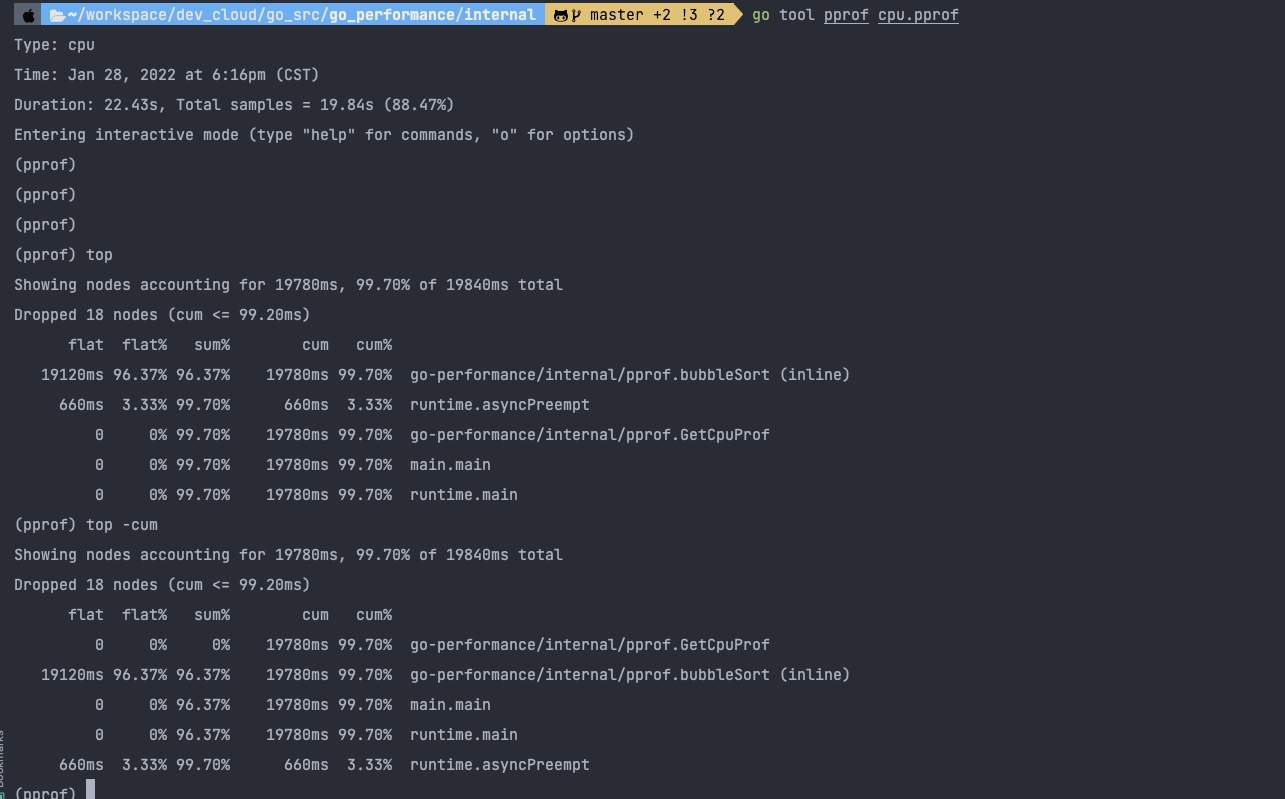 ~/workspace/dev_cloud/go_src/go_performance/internal master +2 !3 ?2 go tool pprof cpu.pprof
Type: cpu
Time: Jan 28, 2022 at 6:16pm (CST)
Duration: 22.43s, Total samples = 19.84s (88.47%)
Entering interactive mode (type "help" for commands, "o" for options)
(pprof)
(pprof)
(pprof)
(pprof) top
Showing nodes accounting for 19780ms, 99.70% of 19840ms total
Dropped 18 nodes (cum <= 99.20ms)
      flat  flat%   sum%        cum   cum%
   19120ms 96.37% 96.37%    19780ms 99.70%  go-performance/internal/pprof.bubbleSort (inline)
     660ms  3.33% 99.70%      660ms  3.33%  runtime.asyncPreempt
         0     0% 99.70%    19780ms 99.70%  go-performance/internal/pprof.GetCpuProf
         0     0% 99.70%    19780ms 99.70%  main.main
         0     0% 99.70%    19780ms 99.70%  runtime.main
(pprof) top -cum
Showing nodes accounting for 19780ms, 99.70% of 19840ms total
Dropped 18 nodes (cum <= 99.20ms)
      flat  flat%   sum%        cum   cum%
         0     0%     0%    19780ms 99.70%  go-performance/internal/pprof.GetCpuProf
   19120ms 96.37% 96.37%    19780ms 99.70%  go-performance/internal/pprof.bubbleSort (inline)
         0     0% 96.37%    19780ms 99.70%  main.main
         0     0% 96.37%    19780ms 99.70%  runtime.main
     660ms  3.33% 99.70%      660ms  3.33%  runtime.asyncPreempt
(pprof)